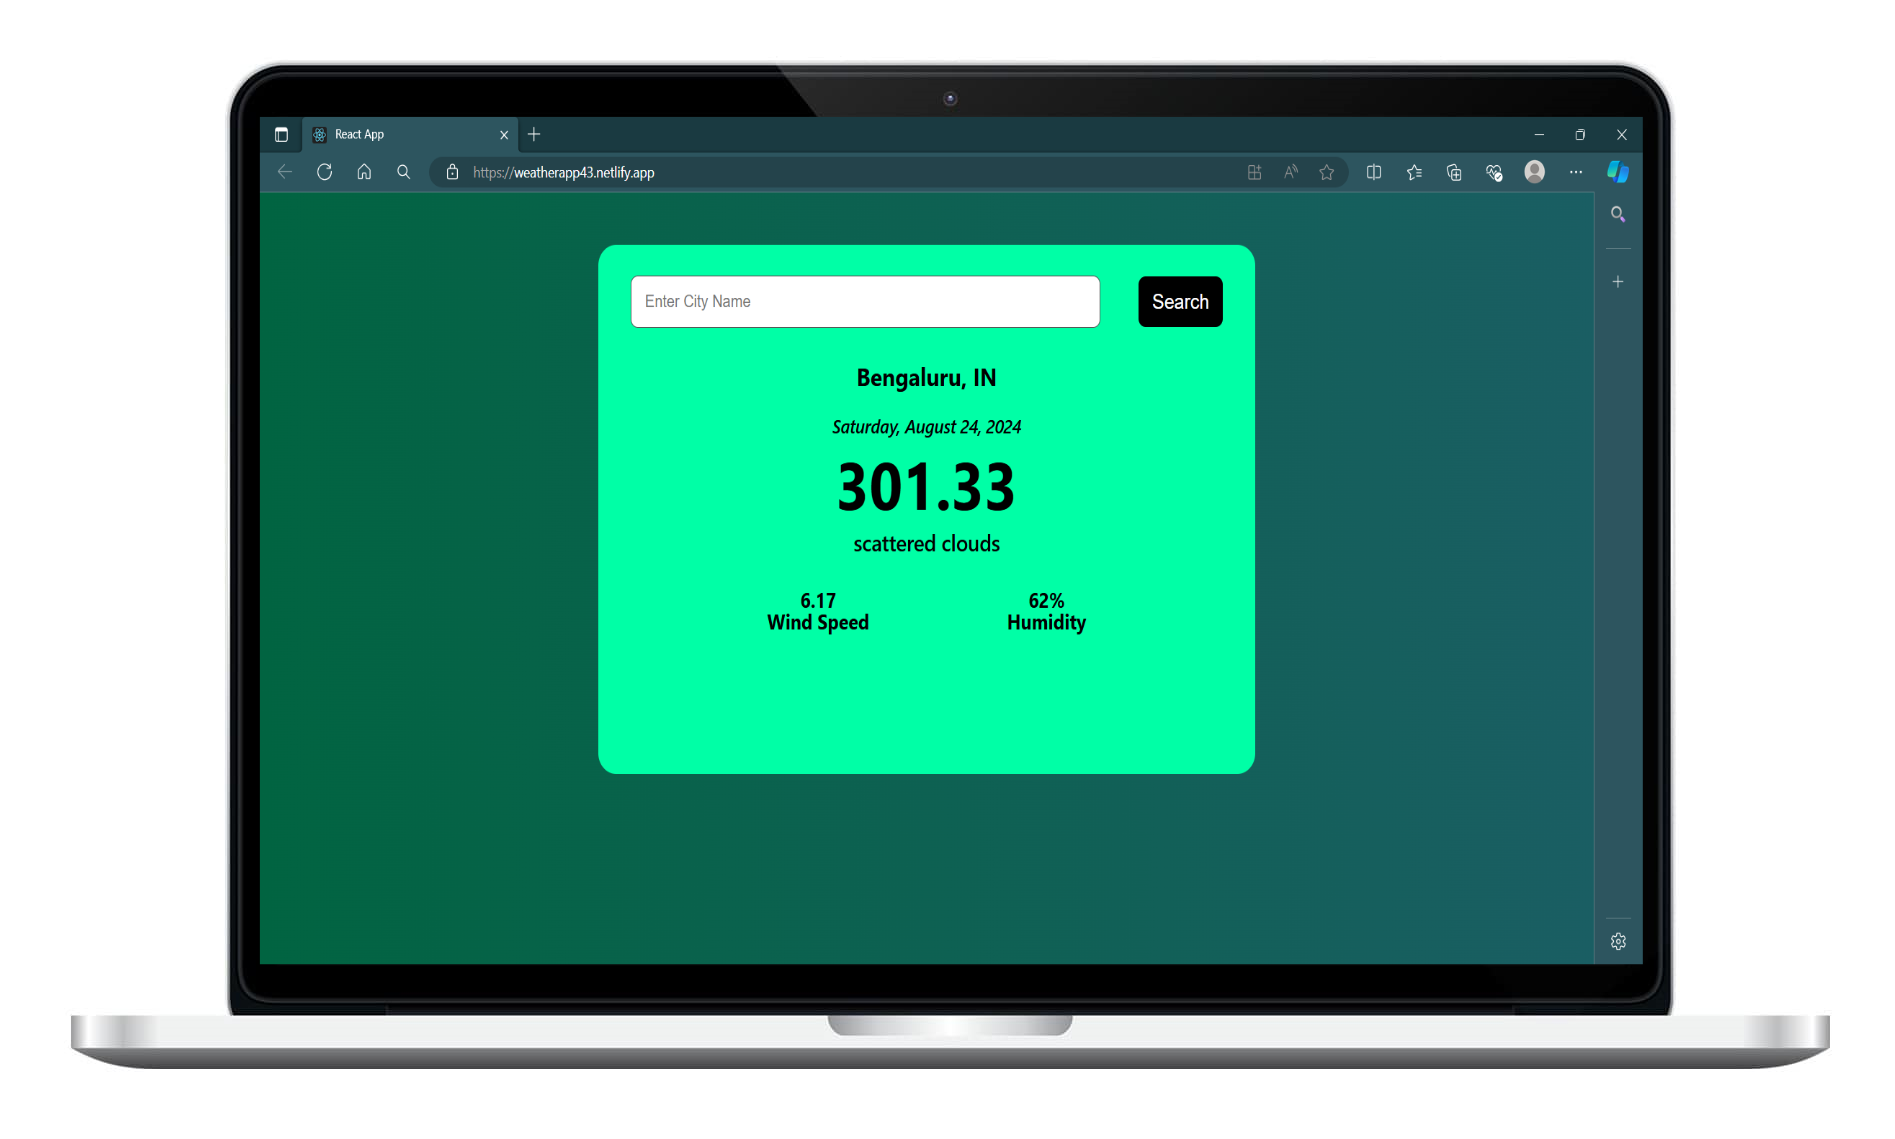 React App
https://weatherapp43.netlify.app
Enter City Name
Search
Bengaluru, IN
Saturday, August 24, 2024
301.33
scattered clouds
6.17
Wind Speed
62%
Humidity